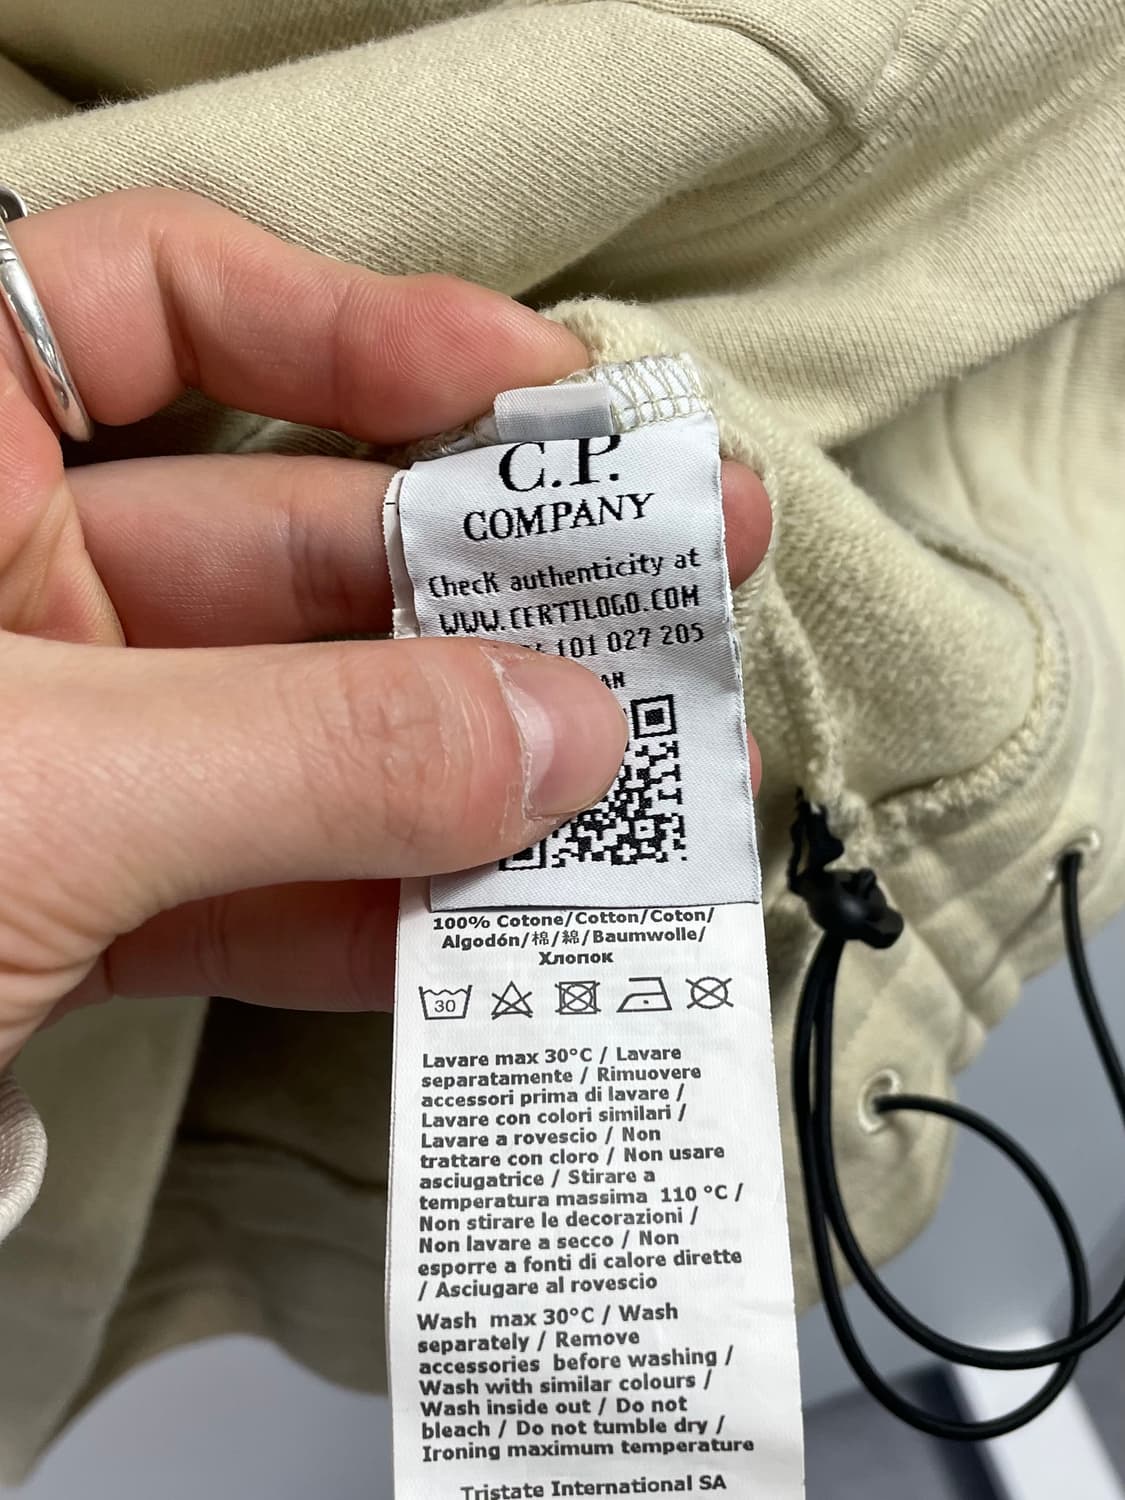 C.P.
COMPANY
Check authenticity at
WWW.CERTILOGO.COM
101 027 205
100% Cotone/Cotton/Coton/
Algodón/棉/綿/Baumwolle/
Хлопок
30
Lavare max 30°C / Lavare
separatamente / Rimuovere
accessori prima di lavare /
Lavare con colori similari /
Lavare a rovescio / Non
trattare con cloro / Non usare
asciugatrice / Stirare a
temperatura massima 110 °C /
Non stirare le decorazioni /
Non lavare a secco / Non
esporre a fonti di calore dirette
/ Asciugare al rovescio
Wash max 30°C / Wash
separately / Remove
accessories before washing /
Wash with similar colours /
Wash inside out / Do not
bleach / Do not tumble dry /
Ironing maximum temperature
Tristate International SA